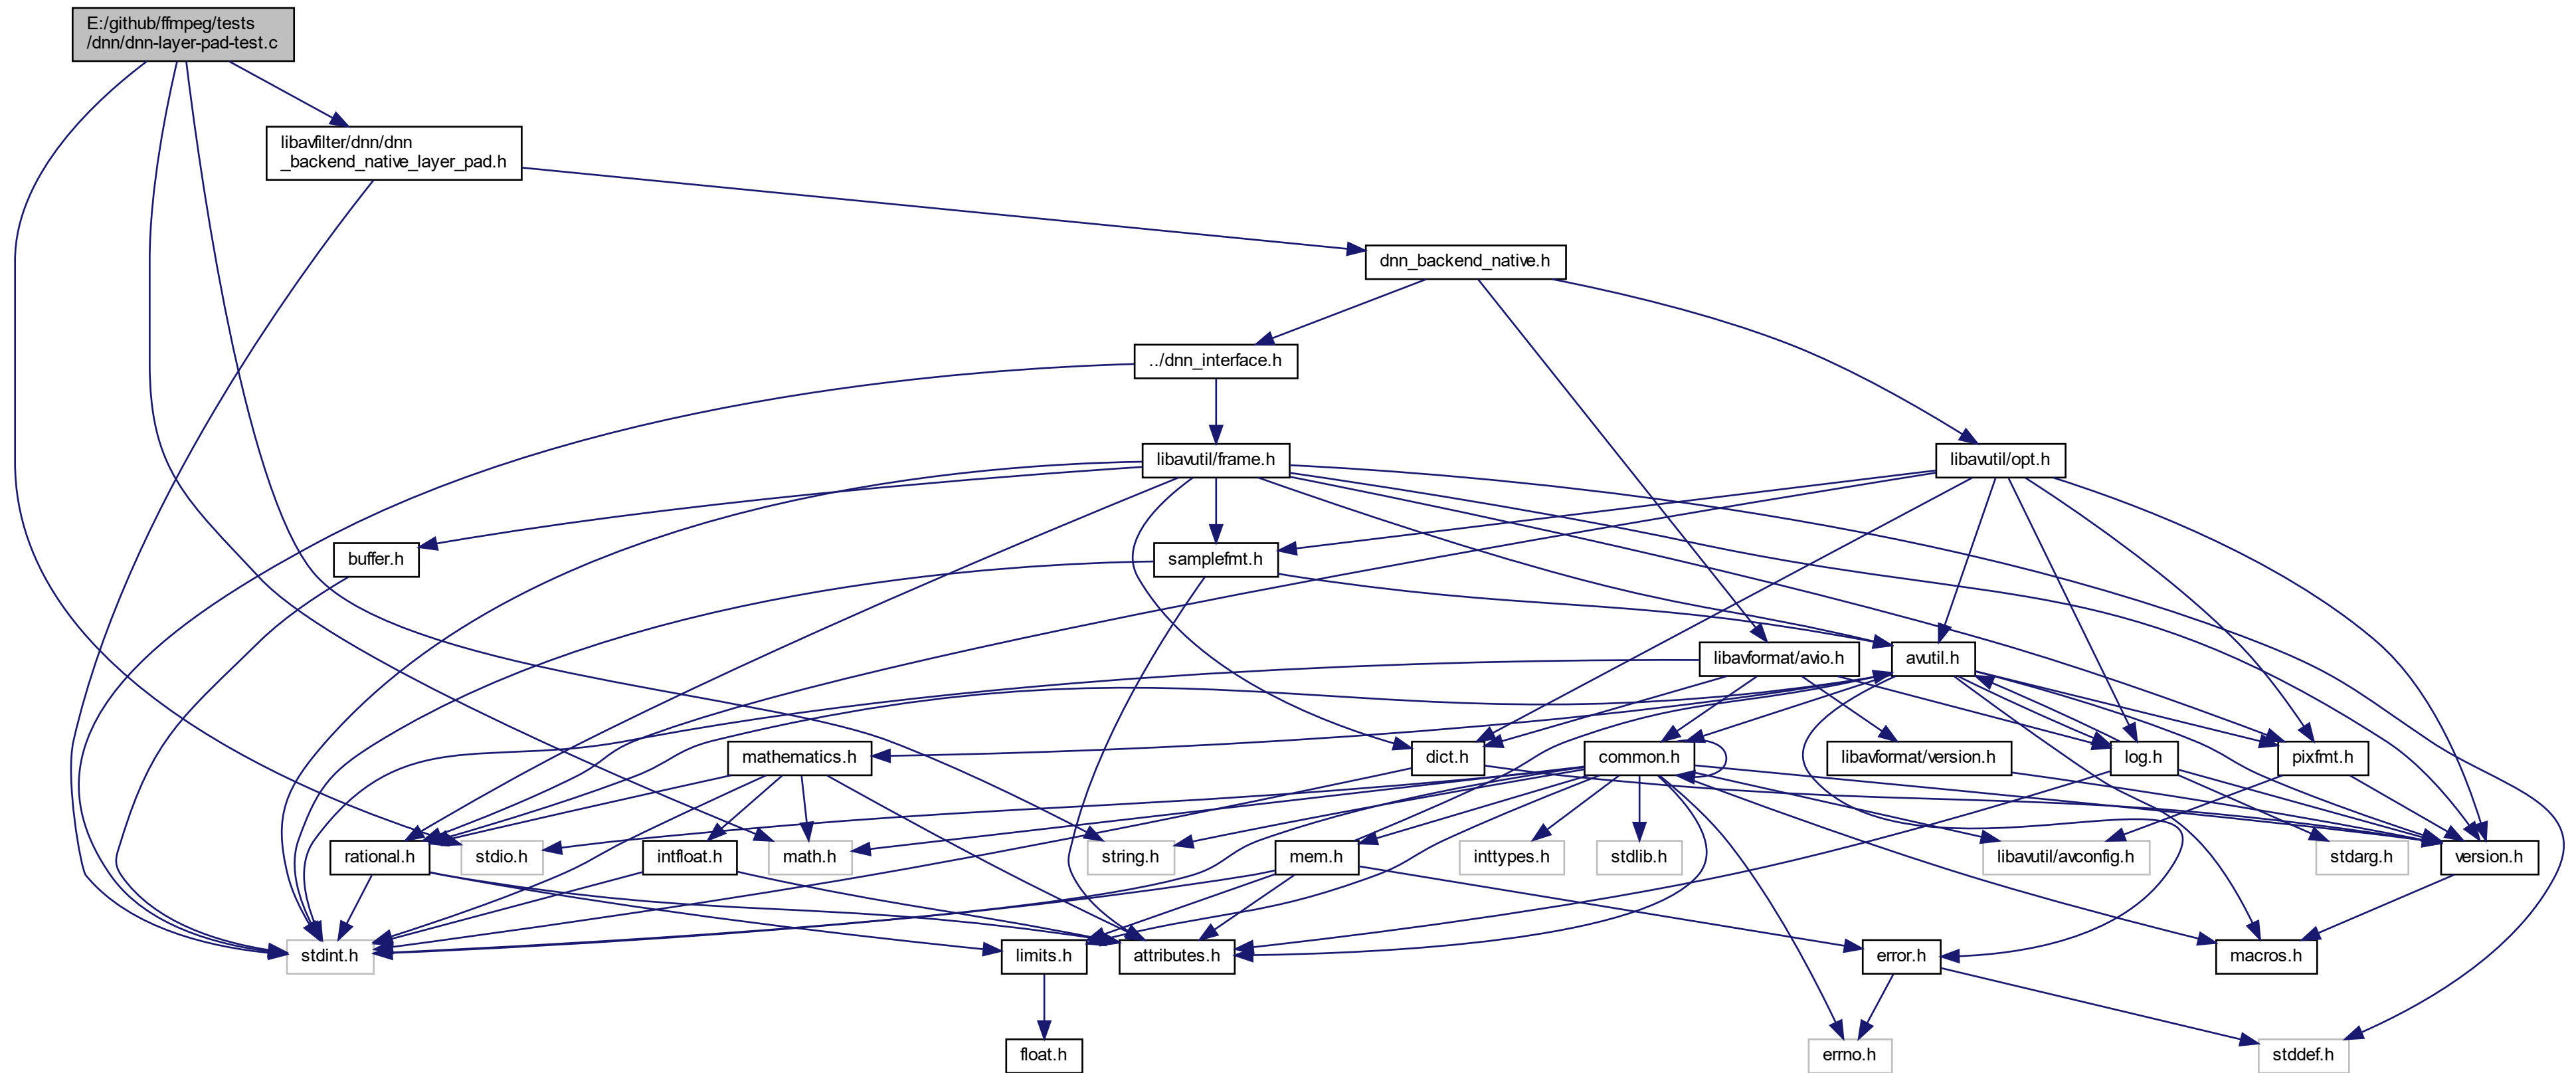 E:/github/ffmpeg/tests
/dnn/dnn-layer-pad-test.c
libavfilter/dnn/dnn
_backend_native_layer_pad.h
dnn_backend_native.h
../dnn_interface.h
libavutil/frame.h
libavutil/opt.h
buffer.h
samplefmt.h
libavformat/avio.h
avutil.h
mathematics.h
dict.h
common.h
libavformat/version.h
log.h
pixfmt.h
rational.h
stdio.h
intfloat.h
math.h
string.h
mem.h
inttypes.h
stdlib.h
libavutil/avconfig.h
stdarg.h
version.h
stdint.h
limits.h
attributes.h
error.h
macros.h
float.h
errno.h
stddef.h